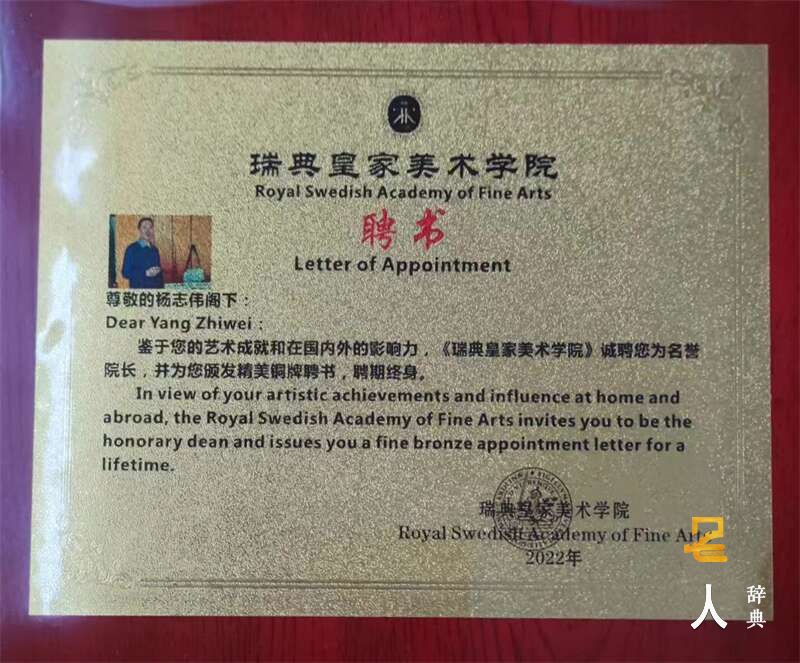 瑞典皇家美术学院
Royal Swedish Academy of Fine Arts
聘书
Letter of Appointment
尊敬的杨志伟阁下：
Dear Yang Zhiwei：
鉴于您的艺术成就和在国内外的影响力，《瑞典皇家美术学院》诚聘您为名誉
院长，并为您颁发精美铜牌聘书，聘期终身。
In view of your artistic achievements and influence at home and
abroad, the Royal Swedish Academy of Fine Arts invites you to be the
honorary dean and issues you a fine bronze appointment letter for a
lifetime.
瑞典皇家美术学院
Royal Swedish Academy of Fine Arts
2022年
名
人
辞典